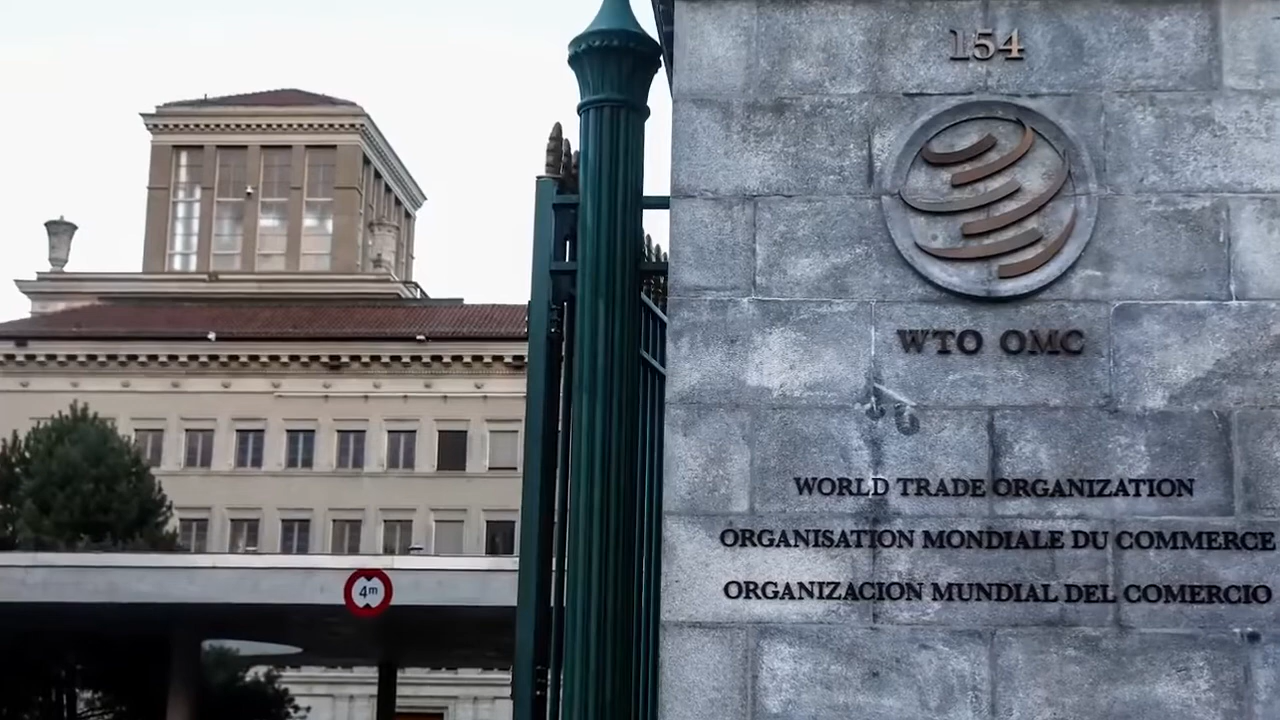 154
WTO OMC
WORLD TRADE ORGANIZATION
ORGANISATION MONDIALE DU COMMERCE
ORGANIZACION MUNDIAL DEL COMERCIO
4m